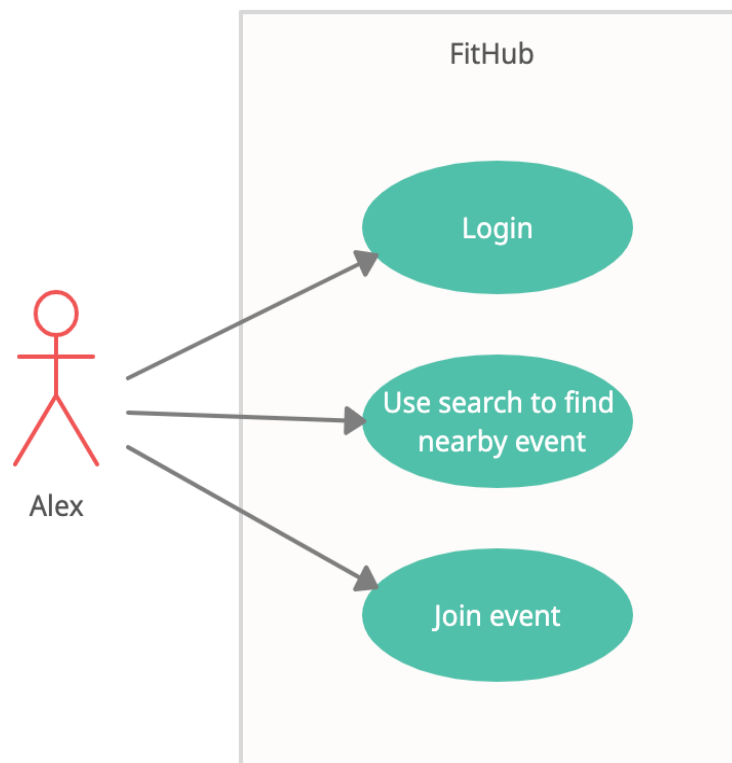 FitHub
Login
Use search to find
nearby event
Alex
Join event